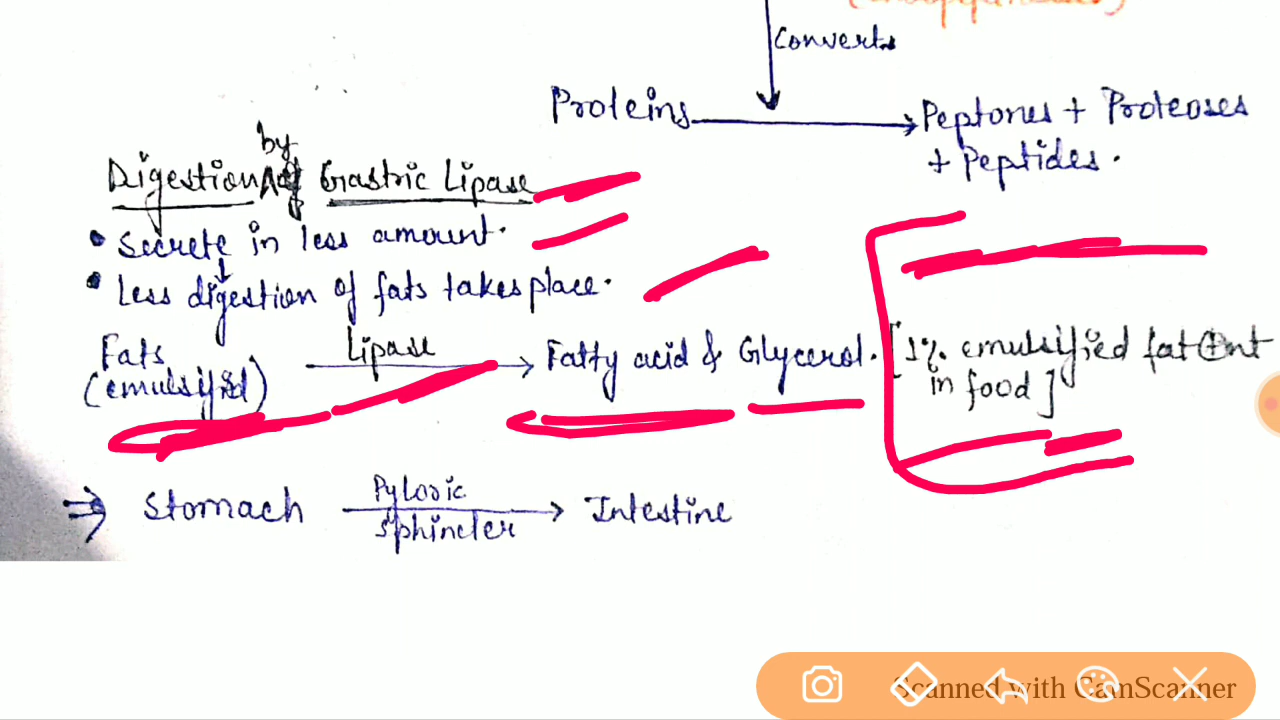 Converts
Proteins → Peptones + Proteoses
+ Peptides.
by
Digestion of Gastric Lipase
• Secrete in less amount.
• Less digestion of fats takes place.
Fats Lipase → Fatty acid & Glycerol. [1% emulsified fat
(emulsified) in food]
⇒ Stomach Pyloric → Intestine
Sphincter
Scanned with CamScanner